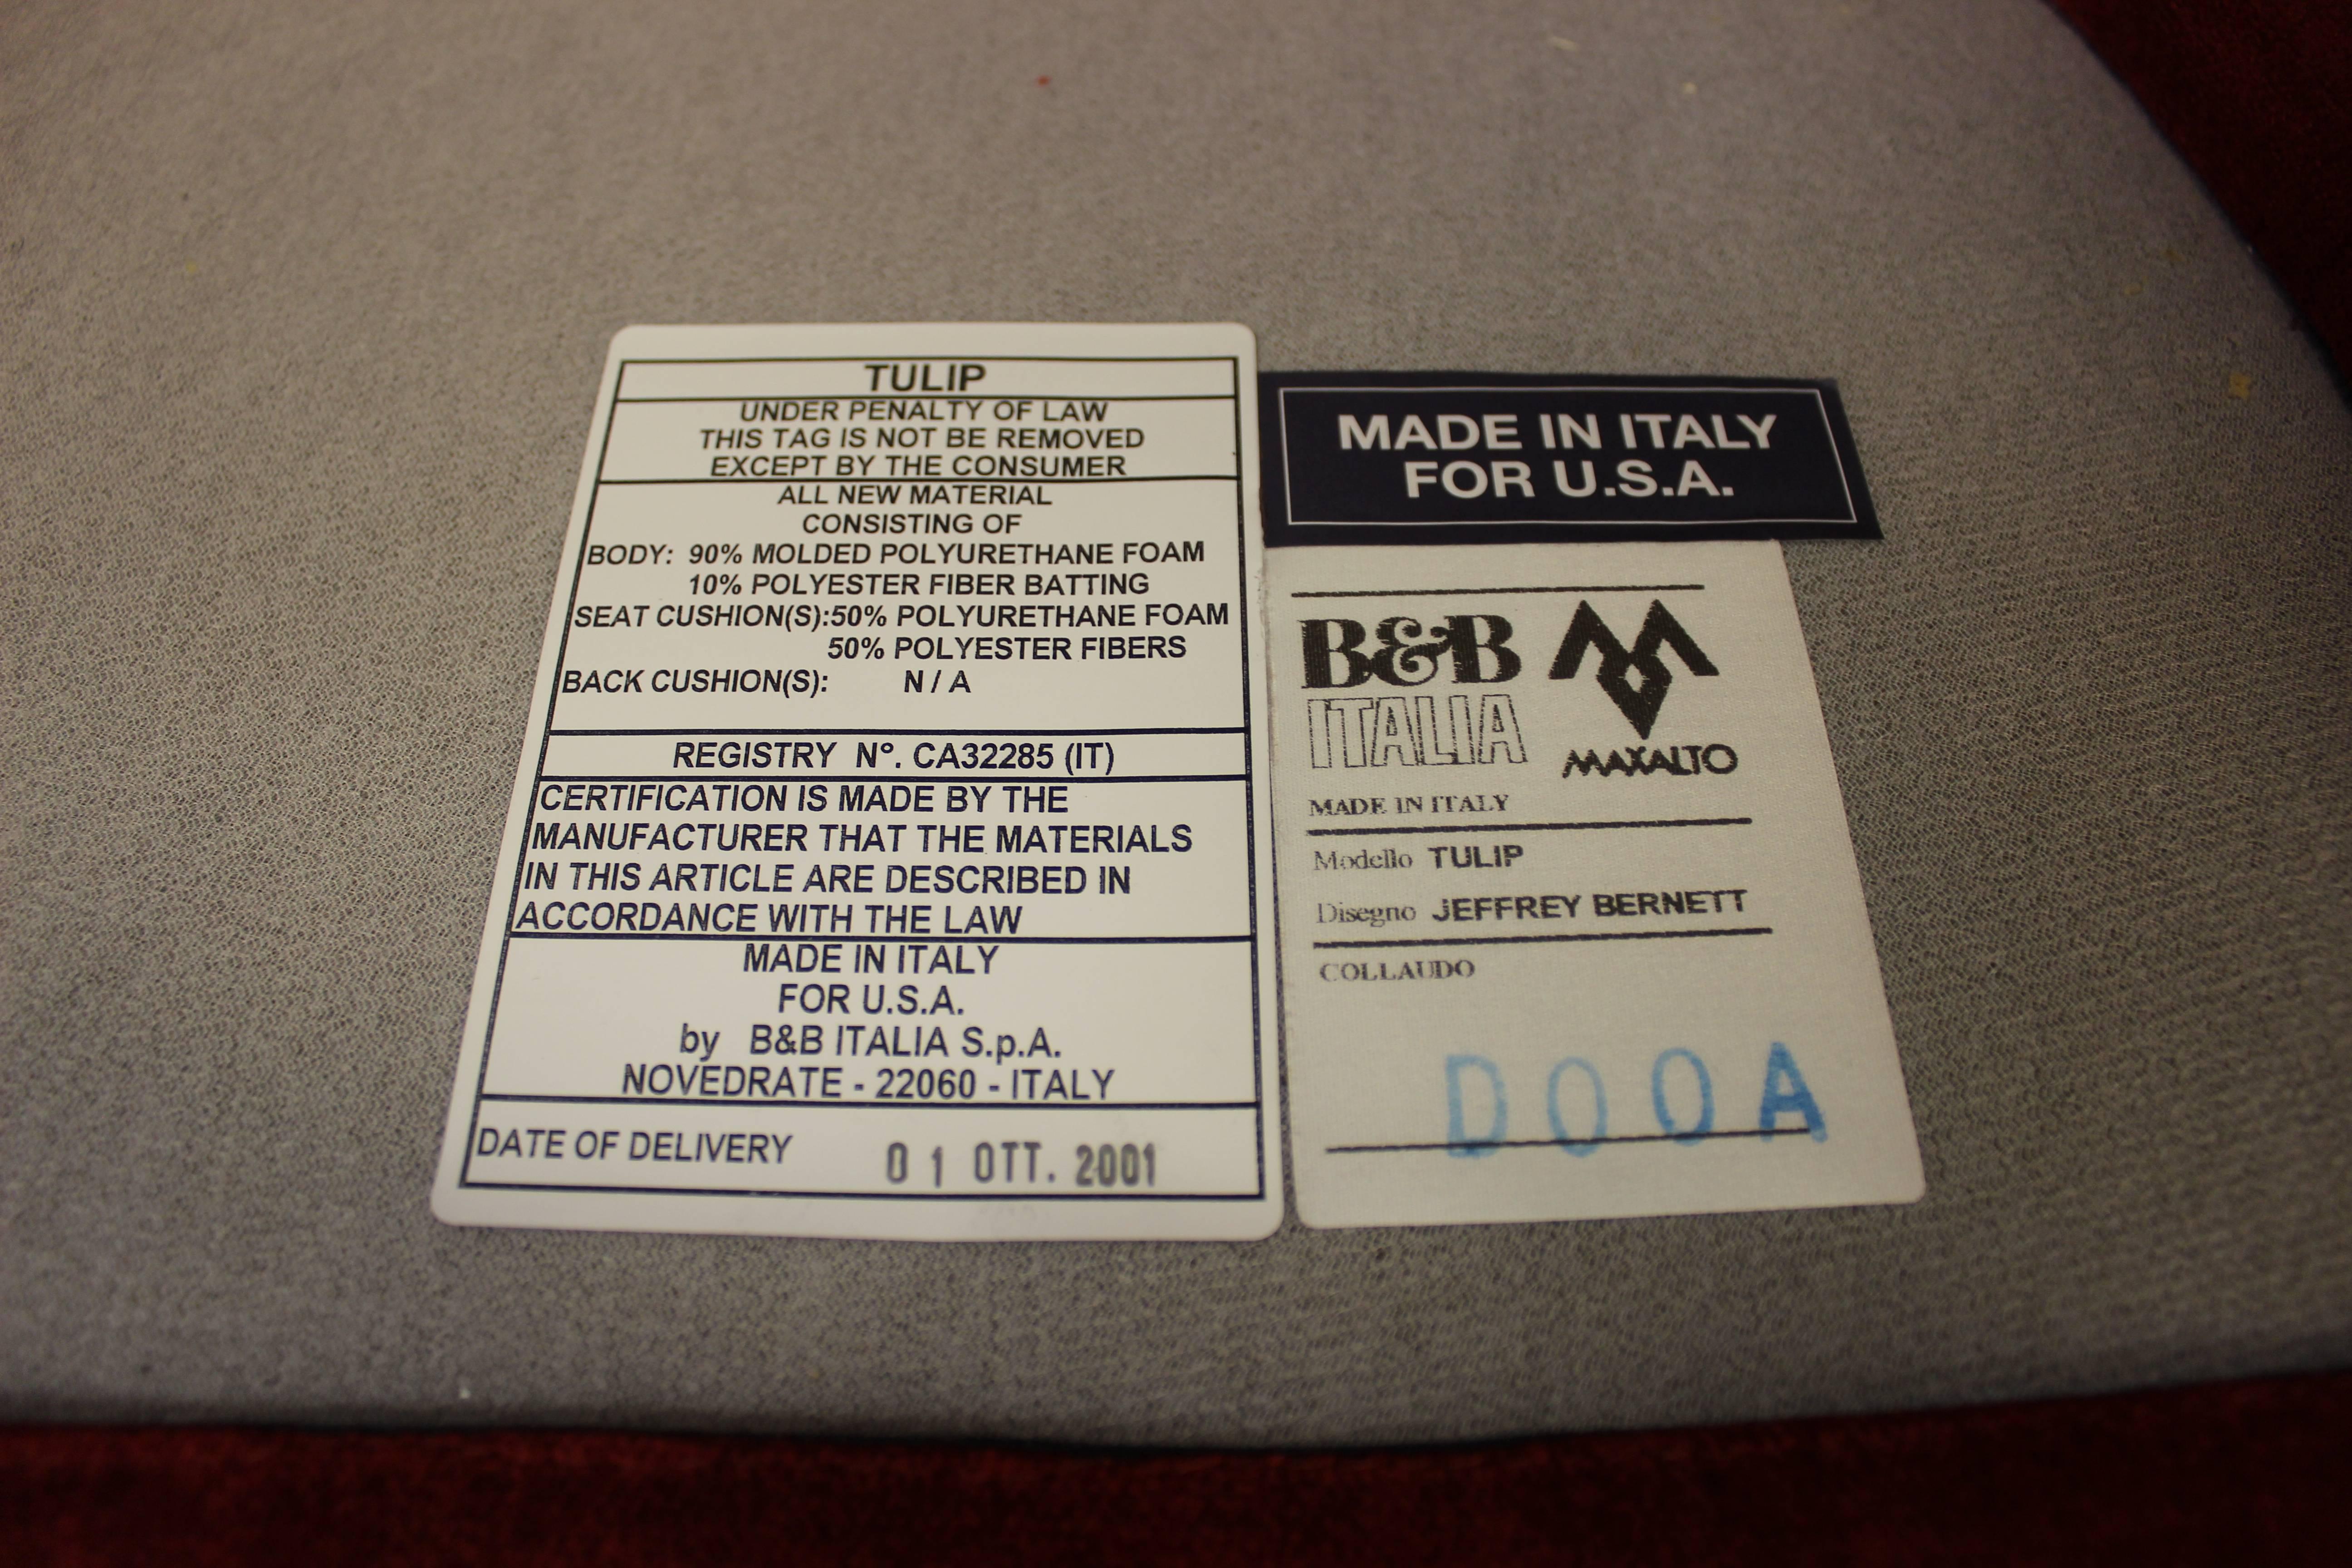 TULIP
UNDER PENALTY OF LAW
THIS TAG IS NOT BE REMOVED
EXCEPT BY THE CONSUMER
ALL NEW MATERIAL
CONSISTING OF
BODY: 90% MOLDED POLYURETHANE FOAM
10% POLYESTER FIBER BATTING
SEAT CUSHION(S):50% POLYURETHANE FOAM
50% POLYESTER FIBERS
BACK CUSHION(S): N / A
REGISTRY N°. CA32285 (IT)
CERTIFICATION IS MADE BY THE
MANUFACTURER THAT THE MATERIALS
IN THIS ARTICLE ARE DESCRIBED IN
ACCORDANCE WITH THE LAW
MADE IN ITALY
FOR U.S.A.
by B&B ITALIA S.p.A.
NOVEDRATE - 22060 - ITALY
DATE OF DELIVERY 01 OTT. 2001
MADE IN ITALY
FOR U.S.A.
B&B
ITALIA
MAXALTO
MADE IN ITALY
Modello TULIP
Disegno JEFFREY BERNETT
COLLAUDO
D00A